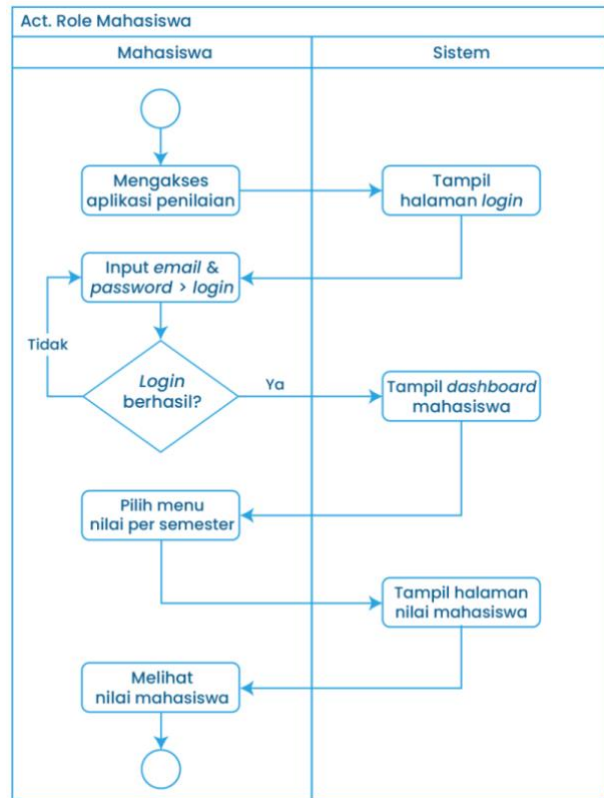 Act. Role Mahasiswa
Mahasiswa
Sistem
Mengakses
aplikasi penilaian
Tampil
halaman login
Input email &
password > login
Tidak
Login
berhasil?
Ya
Tampil dashboard
mahasiswa
Pilih menu
nilai per semester
Tampil halaman
nilai mahasiswa
Melihat
nilai mahasiswa